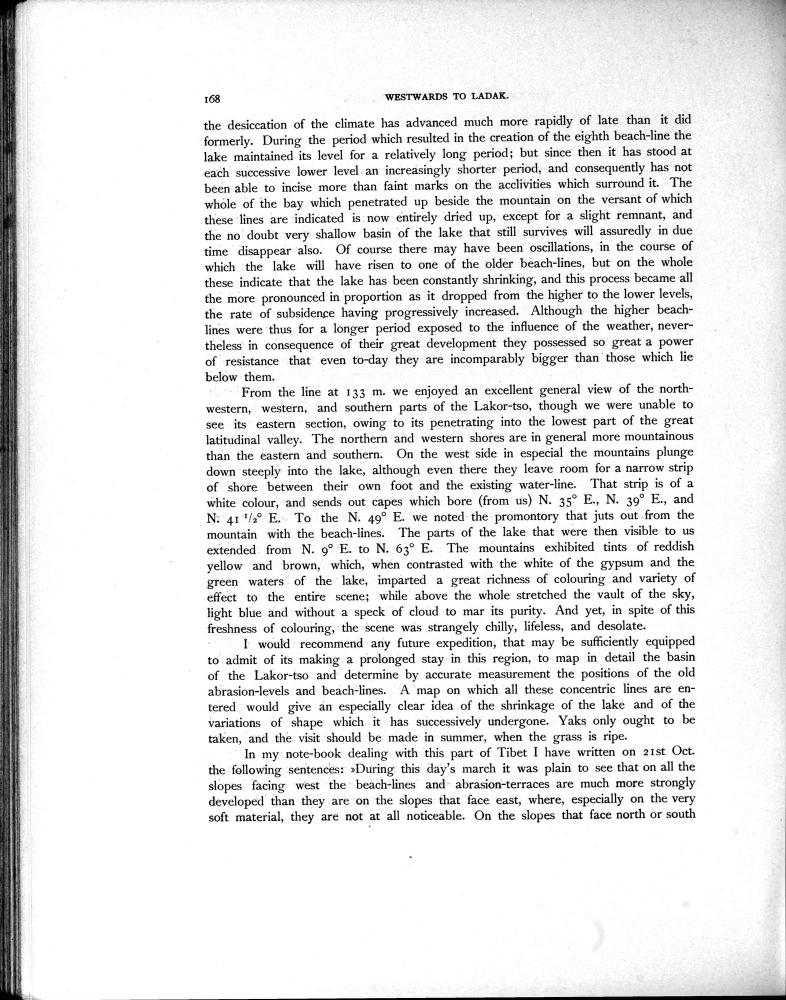 168 WESTWARDS TO LADAK.
the desiccation of the climate has advanced much more rapidly of late than it did
formerly. During the period which resulted in the creation of the eighth beach-line the
lake maintained its level for a relatively long period; but since then it has stood at
each successive lower level an increasingly shorter period, and consequently has not
been able to incise more than faint marks on the acclivities which surround it. The
whole of the bay which penetrated up beside the mountain on the versant of which
these lines are indicated is now entirely dried up, except for a slight remnant, and
the no doubt very shallow basin of the lake that still survives will assuredly in due
time disappear also. Of course there may have been oscillations, in the course of
which the lake will have risen to one of the older beach-lines, but on the whole
these indicate that the lake has been constantly shrinking, and this process became all
the more pronounced in proportion as it dropped from the higher to the lower levels,
the rate of subsidence having progressively increased. Although the higher beach-
lines were thus for a longer period exposed to the influence of the weather, never-
theless in consequence of their great development they possessed so great a power
of resistance that even to-day they are incomparably bigger than those which lie
below them.
From the line at 133 m. we enjoyed an excellent general view of the north-
western, western, and southern parts of the Lakor-tso, though we were unable to
see its eastern section, owing to its penetrating into the lowest part of the great
latitudinal valley. The northern and western shores are in general more mountainous
than the eastern and southern. On the west side in especial the mountains plunge
down steeply into the lake, although even there they leave room for a narrow strip
of shore between their own foot and the existing water-line. That strip is of a
white colour, and sends out capes which bore (from us) N. 35° E., N. 39° E., and
N. 41 1/2° E. To the N. 49° E. we noted the promontory that juts out from the
mountain with the beach-lines. The parts of the lake that were then visible to us
extended from N. 9° E. to N. 63° E. The mountains exhibited tints of reddish
yellow and brown, which, when contrasted with the white of the gypsum and the
green waters of the lake, imparted a great richness of colouring and variety of
effect to the entire scene; while above the whole stretched the vault of the sky,
light blue and without a speck of cloud to mar its purity. And yet, in spite of this
freshness of colouring, the scene was strangely chilly, lifeless, and desolate.
I would recommend any future expedition, that may be sufficiently equipped
to admit of its making a prolonged stay in this region, to map in detail the basin
of the Lakor-tso and determine by accurate measurement the positions of the old
abrasion-levels and beach-lines. A map on which all these concentric lines are en-
tered would give an especially clear idea of the shrinkage of the lake and of the
variations of shape which it has successively undergone. Yaks only ought to be
taken, and the visit should be made in summer, when the grass is ripe.
In my note-book dealing with this part of Tibet I have written on 21st Oct.
the following sentences: »During this day's march it was plain to see that on all the
slopes facing west the beach-lines and abrasion-terraces are much more strongly
developed than they are on the slopes that face east, where, especially on the very
soft material, they are not at all noticeable. On the slopes that face north or south